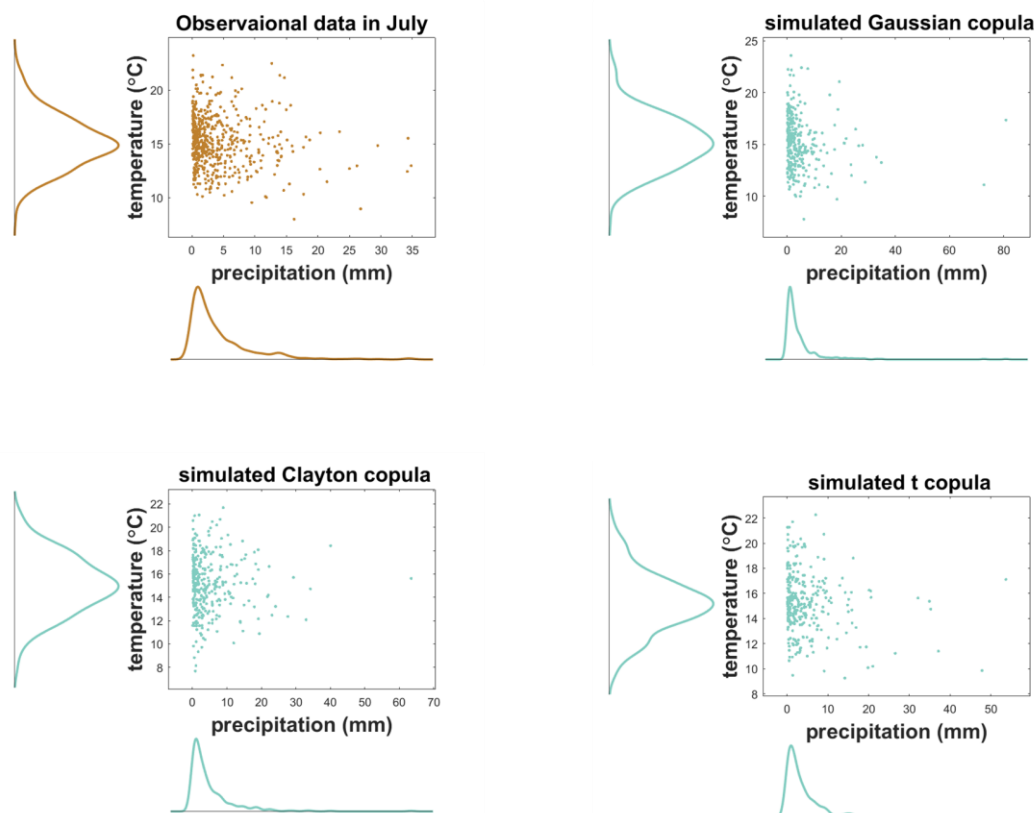 Observaional data in July
temperature (°C)
20
15
10
0 5 10 15 20 25 30 35
precipitation (mm)
simulated Gaussian copula
temperature (°C)
25
20
15
10
0 20 40 60 80
precipitation (mm)
simulated Clayton copula
temperature (°C)
22
20
18
16
14
12
10
8
0 10 20 30 40 50 60 70
precipitation (mm)
simulated t copula
temperature (°C)
22
20
18
16
14
12
10
8
0 10 20 30 40 50
precipitation (mm)